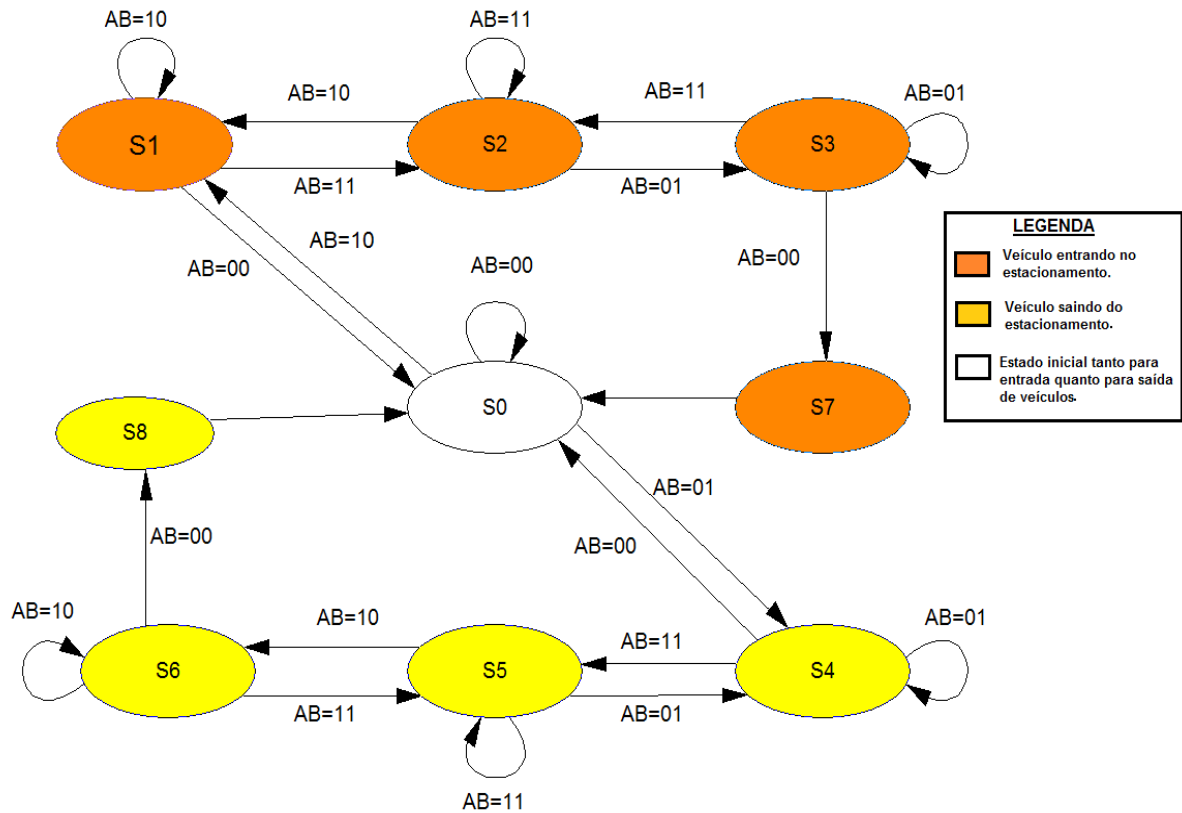 AB=10
AB=11
AB=10
AB=11
AB=01
S1
S2
S3
AB=11
AB=01
AB=10
AB=00
AB=00
AB=00
LEGENDA
Veículo entrando no
estacionamento.
Veículo saindo do
estacionamento.
Estado inicial tanto para
entrada quanto para saída
de veículos.
S0
S7
S8
AB=01
AB=00
AB=00
AB=10
AB=10
AB=11
AB=01
S6
S5
S4
AB=11
AB=01
AB=11